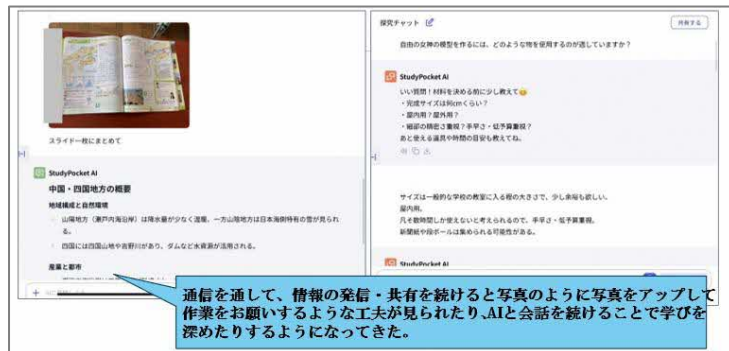 スライド一枚にまとめて
StudyPocket AI
中国・四国地方の概要
地域構成と自然環境
山陽地方（瀬戸内海沿岸）は降水量が少なく温暖、一方山陰地方は日本海側特有の雪が見られ
る。
四国には四国山地や吉野川があり、ダムなど水資源が活用される。
産業と都市
探究チャット
共有する
自由の女神の模型を作るには、どのような物を使用するのが適していますか？
StudyPocket AI
いい質問！材料を決める前に少し教えて😊
・完成サイズは何cmくらい？
・屋内用？屋外用？
・細部の精密さ重視？手早さ・低予算重視？
あと使える道具や時間の目安も教えてね。
サイズは一般的な学校の教室に入る程の大きさで、少し余裕も欲しい。
屋内用。
凡そ数時間しか使えないと考えられるので、手早さ・低予算重視。
新聞紙や段ボールは集められる可能性がある。
StudyPocket AI
通信を通して、情報の発信・共有を続けると写真のように写真をアップして
作業をお願いするような工夫が見られたり、AIと会話を続けることで学びを
深めたりするようになってきた。